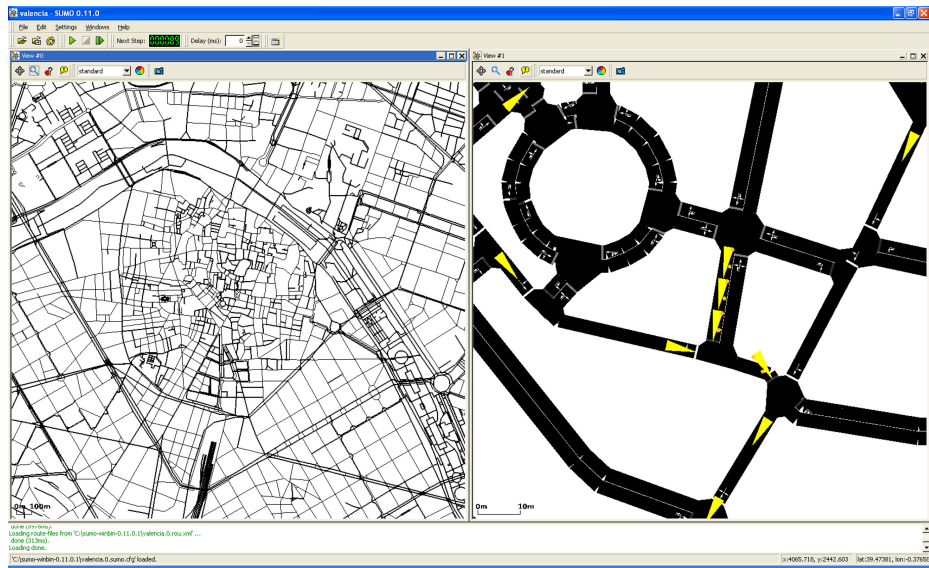 valencia - SUMO 0.11.0
File Edit Settings Windows Help
Next Step: 000089 Delay (ms): 0
View #0
View #1
standard
standard
0m 100m
0m 10m
Loading route-files from 'C:\sumo-winbin-0.11.0.1\valencia.0.rou.xml' ...
done (313ms).
Loading done.
'C:\sumo-winbin-0.11.0.1\valencia.0.sumo.cfg' loaded.
x:4065.718, y:2442.603
lat:39.47381, lon:-0.37658